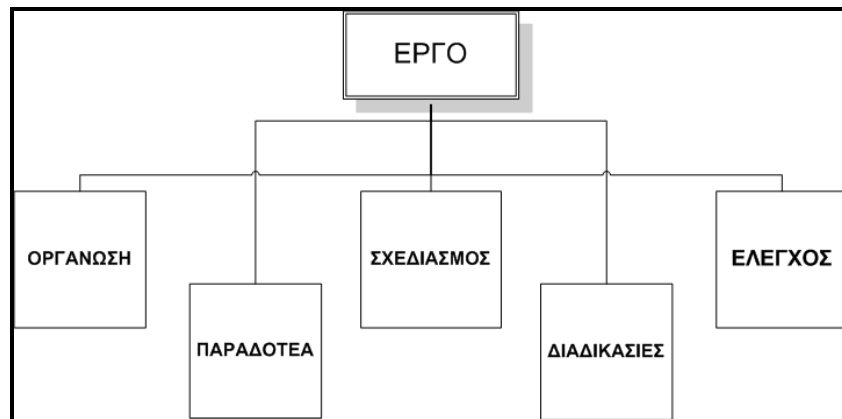 ΕΡΓΟ
ΟΡΓΑΝΩΣΗ
ΣΧΕΔΙΑΣΜΟΣ
ΕΛΕΓΧΟΣ
ΠΑΡΑΔΟΤΕΑ
ΔΙΑΔΙΚΑΣΙΕΣ